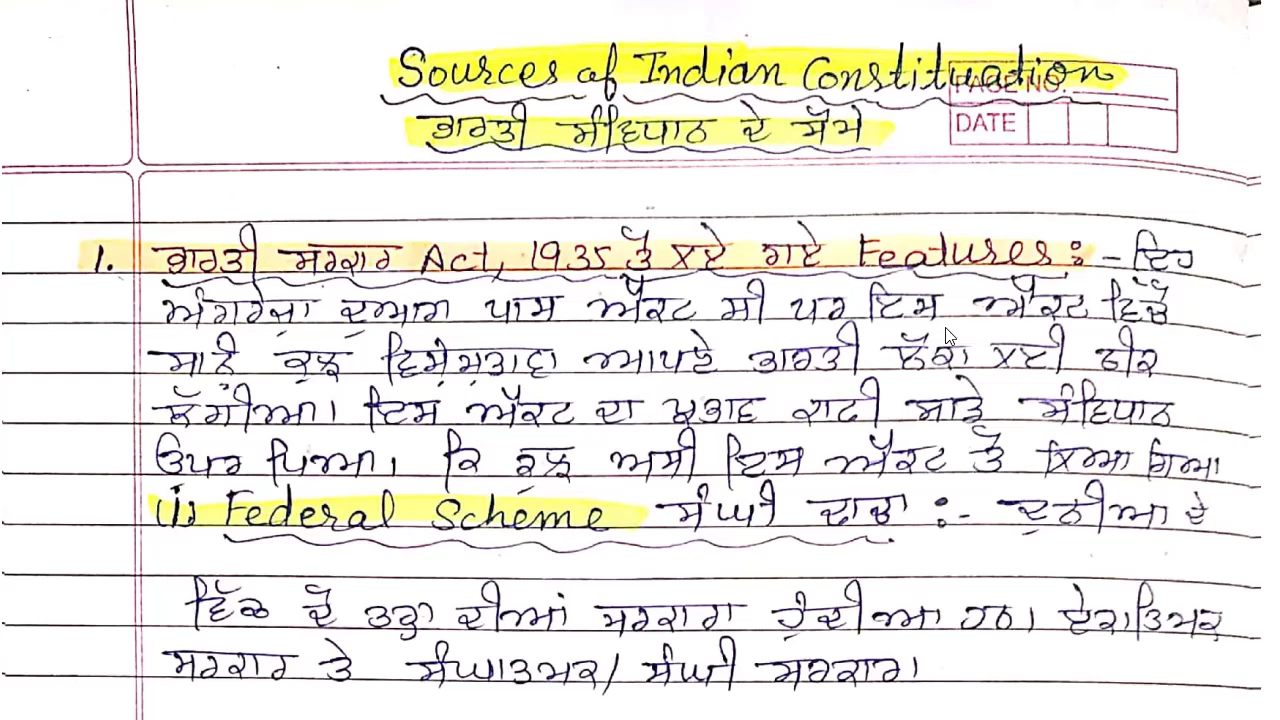 Sources of Indian Constituation
PAGE NO.
ਭਾਰਤੀ ਸੰਵਿਧਾਨ ਦੇ ਸੋਮੇ
DATE
1. ਭਾਰਤੀ ਸਰਕਾਰ Act, 1935 ਤੋਂ ਲਏ ਗਏ Features :- ਇਹ
ਅੰਗਰੇਜਾਂ ਦੁਆਰਾ ਪਾਸ ਐਕਟ ਸੀ ਪਰ ਇਸ ਐਕਟ ਵਿੱਚੋਂ
ਸਾਨੂੰ ਕੁਝ ਵਿਸ਼ੇਸ਼ਤਾਵਾਂ ਆਪਣੇ ਭਾਰਤੀ ਲੋਕਾਂ ਲਈ ਠੀਕ
ਲੱਗੀਆਂ। ਇਸ ਐਕਟ ਦਾ ਪ੍ਰਭਾਵ ਕਾਫੀ ਸਾਡੇ ਸੰਵਿਧਾਨ
ਉਪਰ ਪਿਆ। ਕਿ ਕੁਝ ਅਸੀਂ ਇਸ ਐਕਟ ਤੋਂ ਲਿਆ ਗਿਆ
(i) Federal Scheme ਸੰਘੀ ਢਾਂਚਾ :- ਦੁਨੀਆ ਦੇ
ਵਿੱਚ ਦੋ ਤਰ੍ਹਾਂ ਦੀਆਂ ਸਰਕਾਰਾਂ ਹੁੰਦੀਆਂ ਹਨ। ਏਕਾਤਿਮਕ
ਸਰਕਾਰ ਤੇ ਸੰਘਾਤਮਕ/ ਸੰਘੀ ਸਰਕਾਰ।